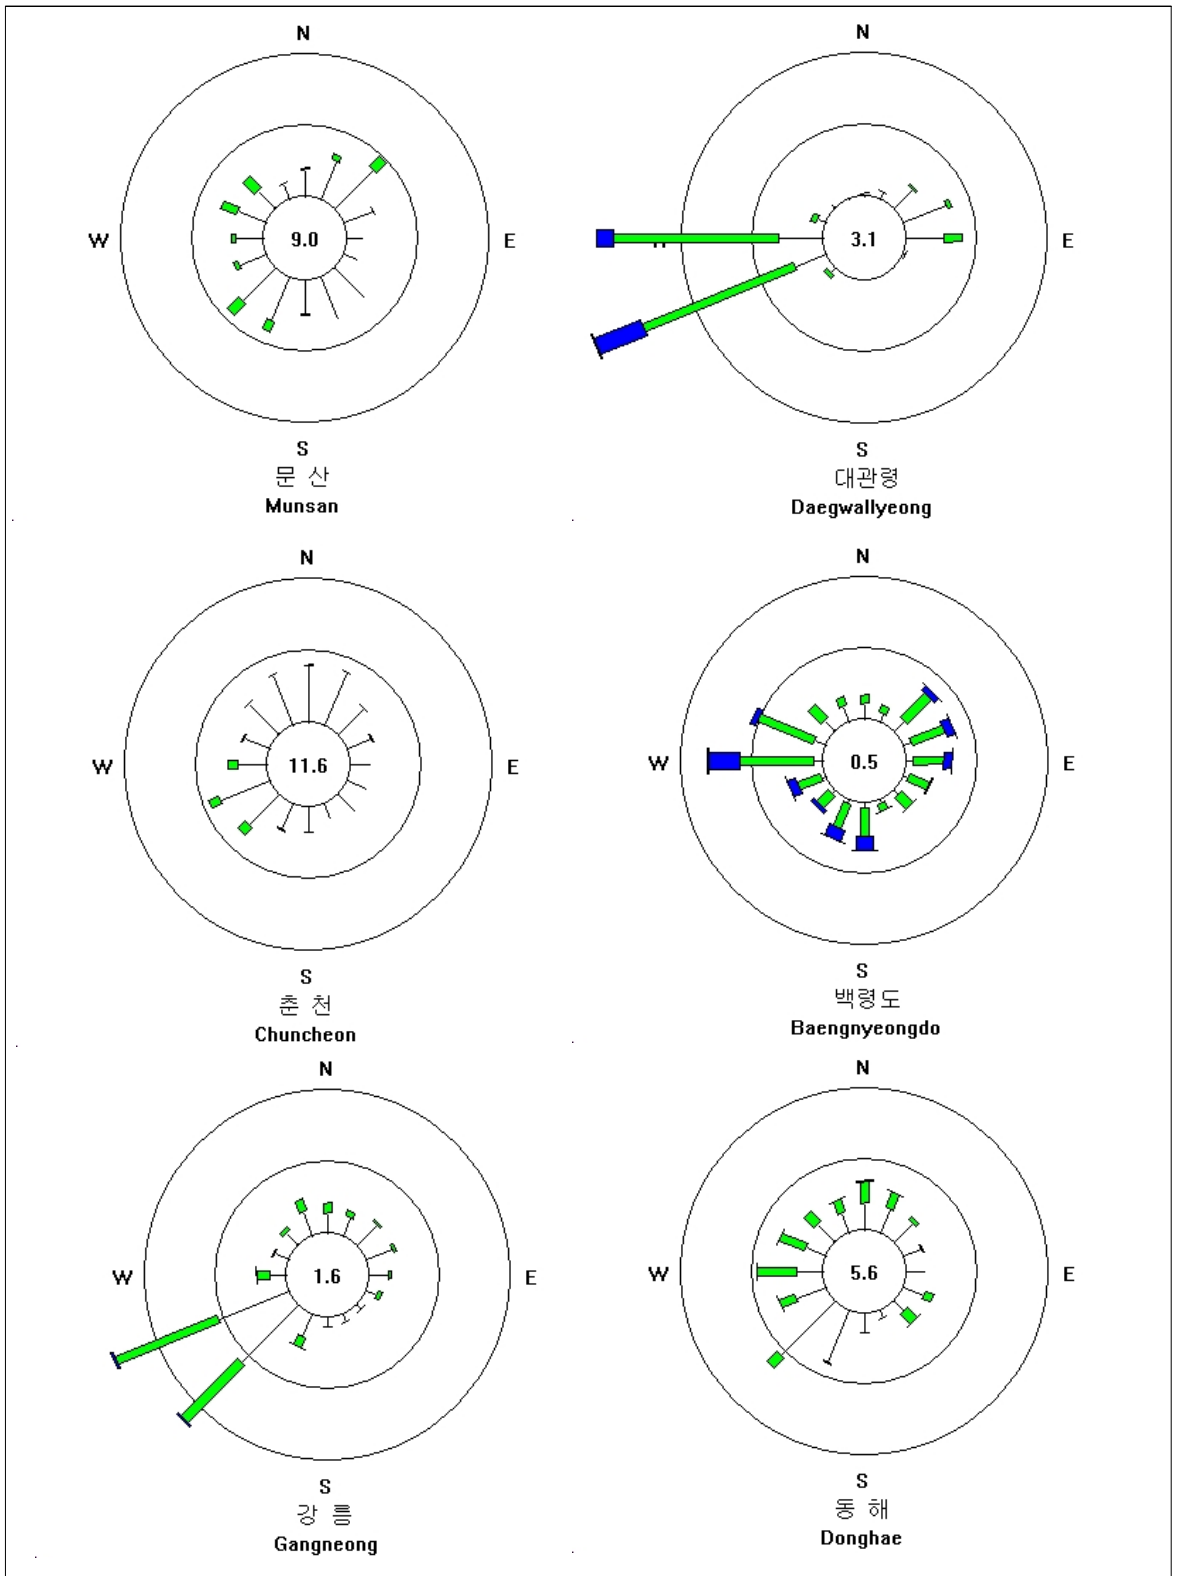 N
W
9.0
E
S
문 산
Munsan
N
3.1
E
S
대관령
Daegwallyeong
N
W
11.6
E
S
춘 천
Chuncheon
N
W
0.5
E
S
백령도
Baengnyeongdo
N
W
1.6
E
S
강 릉
Gangneong
N
W
5.6
E
S
동 해
Donghae